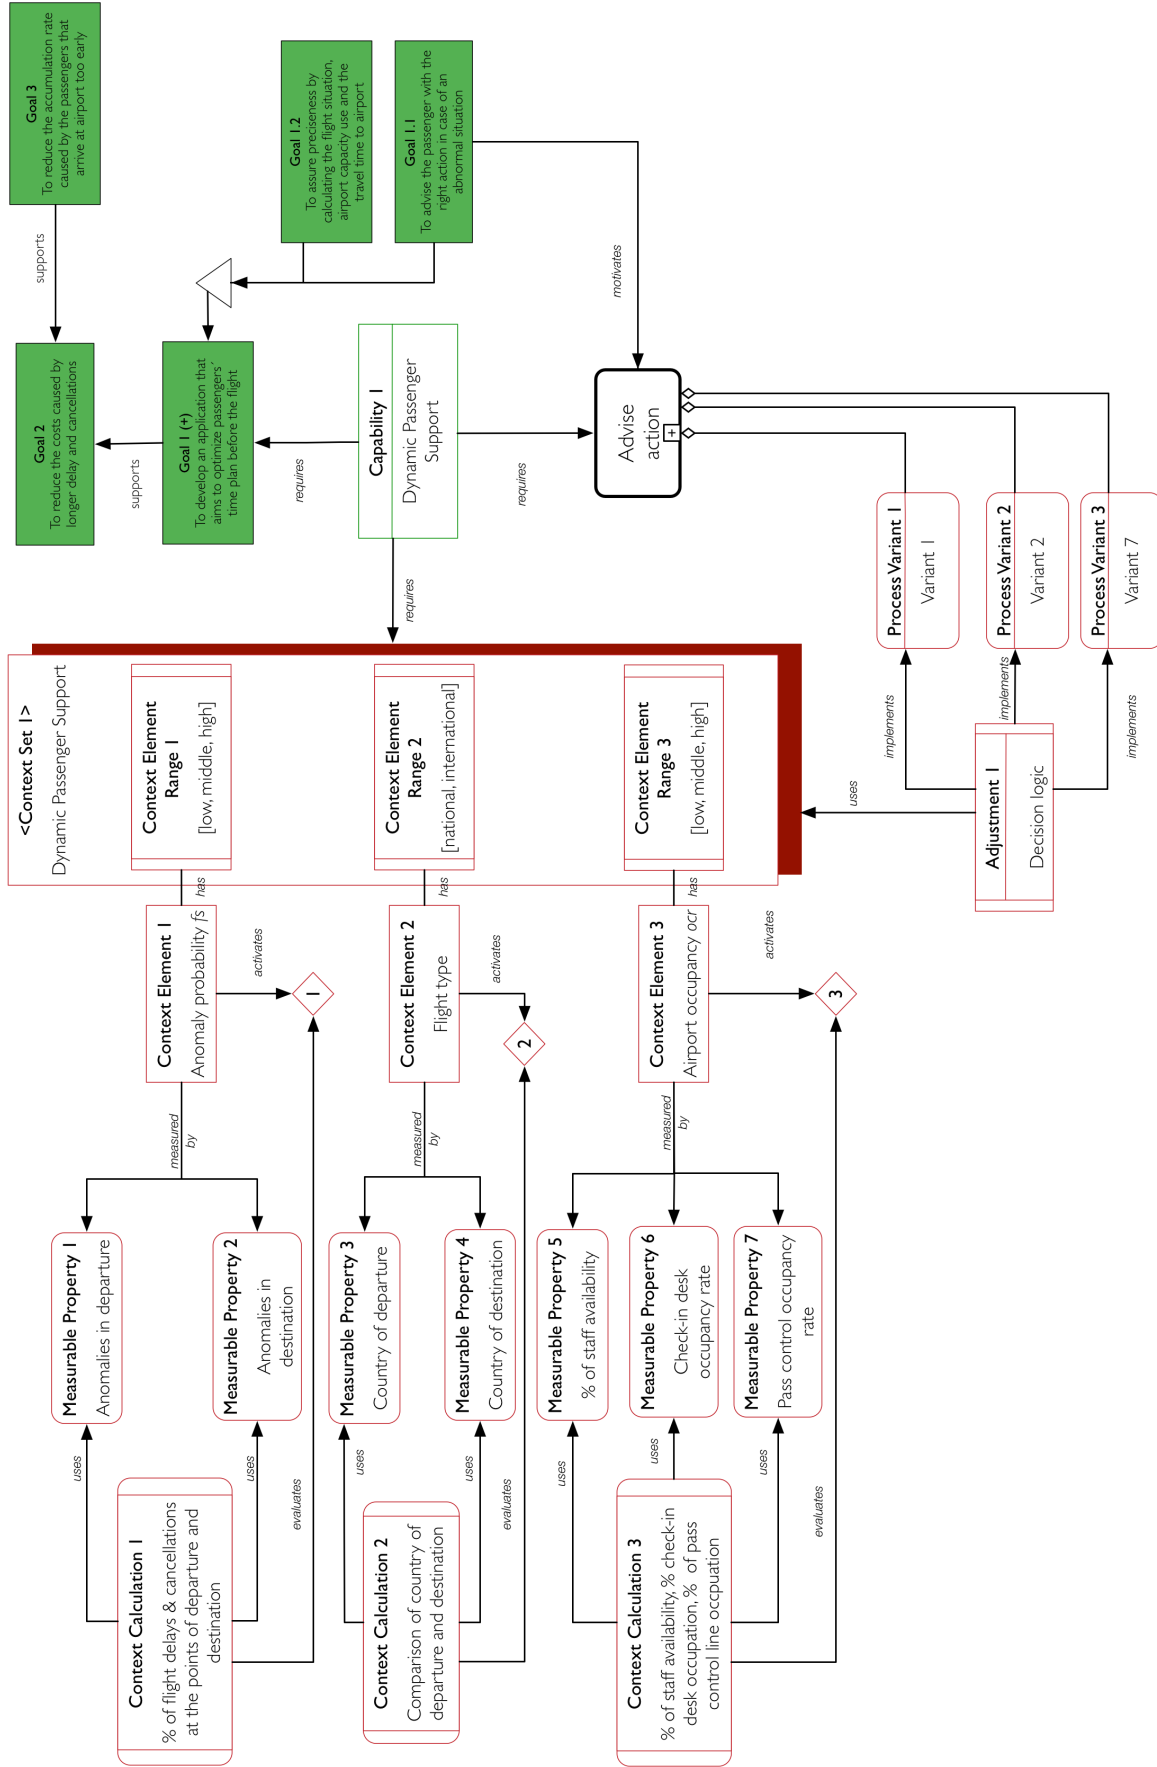 Context Calculation 1
% of flight delays & cancellations
at the points of departure and
destination
uses
uses
evaluates
Measurable Property 1
Anomalies in departure
Measurable Property 2
Anomalies in
destination
measured
by
Context Element 1
Anomaly probability fs
activates
1
has
Context Calculation 2
Comparison of country of
departure and destination
uses
uses
evaluates
Measurable Property 3
Country of departure
Measurable Property 4
Country of destination
measured
by
Context Element 2
Flight type
activates
2
has
Context Calculation 3
% of staff availability, % check-in
desk occupation, % of pass
control line occpuation
uses
uses
uses
evaluates
Measurable Property 5
% of staff availability
Measurable Property 6
Check-in desk
occupancy rate
Measurable Property 7
Pass control occupancy
rate
measured
by
Context Element 3
Airport occupancy ocr
activates
3
has
<Context Set 1>
Dynamic Passenger Support
Context Element
Range 1
[low, middle, high]
Context Element
Range 2
[national, international]
Context Element
Range 3
[low, middle, high]
uses
Adjustment 1
Decision logic
implements
implements
implements
Process Variant 1
Variant 1
Process Variant 2
Variant 2
Process Variant 3
Variant 7
requires
Capability 1
Dynamic Passenger
Support
requires
requires
Advise
action
+
motivates
Goal 2
To reduce the costs caused by
longer delay and cancellations
supports
Goal 1 (+)
To develop an application that
aims to optimize passengers'
time plan before the flight
supports
Goal 3
To reduce the accumulation rate
caused by the passengers that
arrive at airport too early
Goal 1.2
To assure preciseness by
calculating the flight situation,
airport capacity use and the
travel time to airport
Goal 1.1
To advise the passenger with the
right action in case of an
abnormal situation